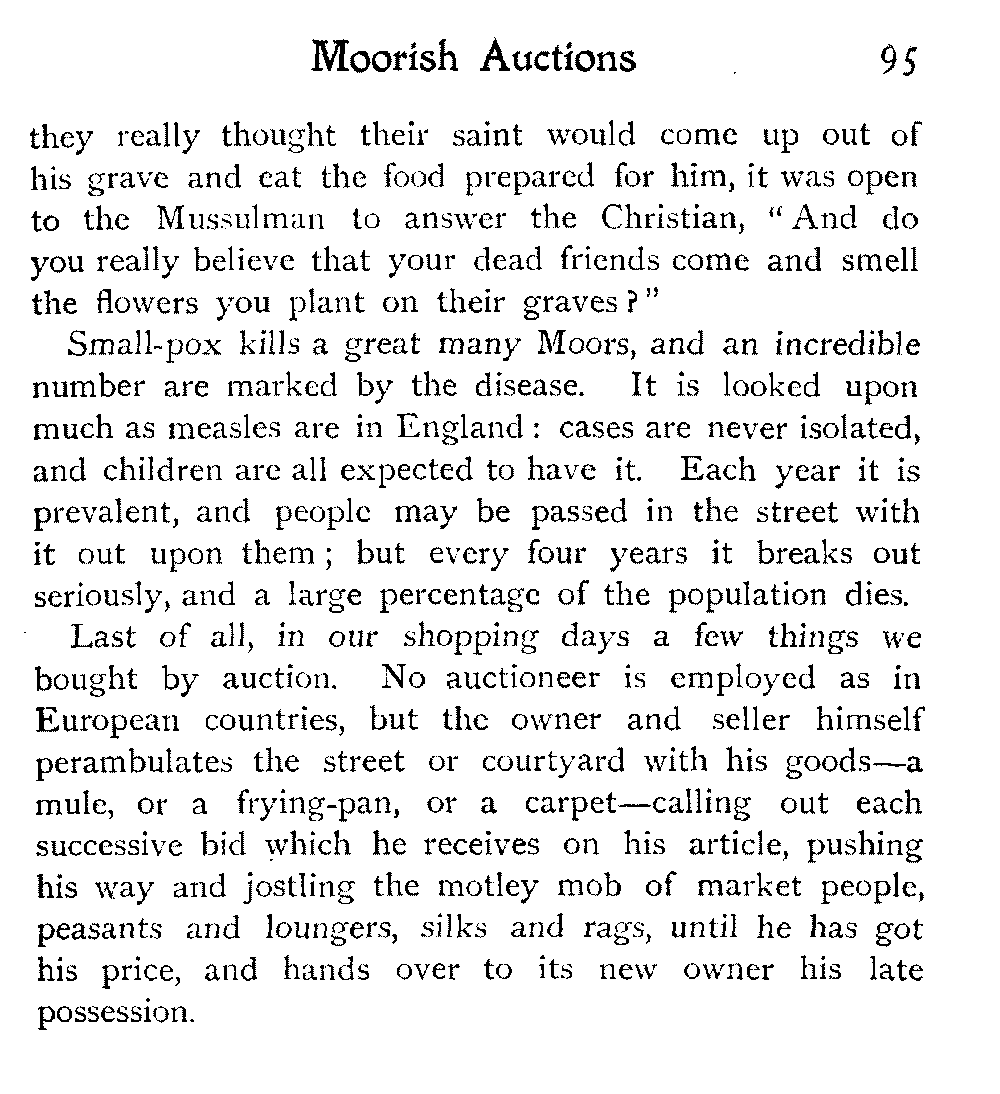 Moorish Auctions 95
they really thought their saint would come up out of
his grave and eat the food prepared for him, it was open
to the Mussulman to answer the Christian, " And do
you really believe that your dead friends come and smell
the flowers you plant on their graves ? "
Small-pox kills a great many Moors, and an incredible
number are marked by the disease. It is looked upon
much as measles are in England : cases are never isolated,
and children are all expected to have it. Each year it is
prevalent, and people may be passed in the street with
it out upon them ; but every four years it breaks out
seriously, and a large percentage of the population dies.
Last of all, in our shopping days a few things we
bought by auction. No auctioneer is employed as in
European countries, but the owner and seller himself
perambulates the street or courtyard with his goods—a
mule, or a frying-pan, or a carpet—calling out each
successive bid which he receives on his article, pushing
his way and jostling the motley mob of market people,
peasants and loungers, silks and rags, until he has got
his price, and hands over to its new owner his late
possession.